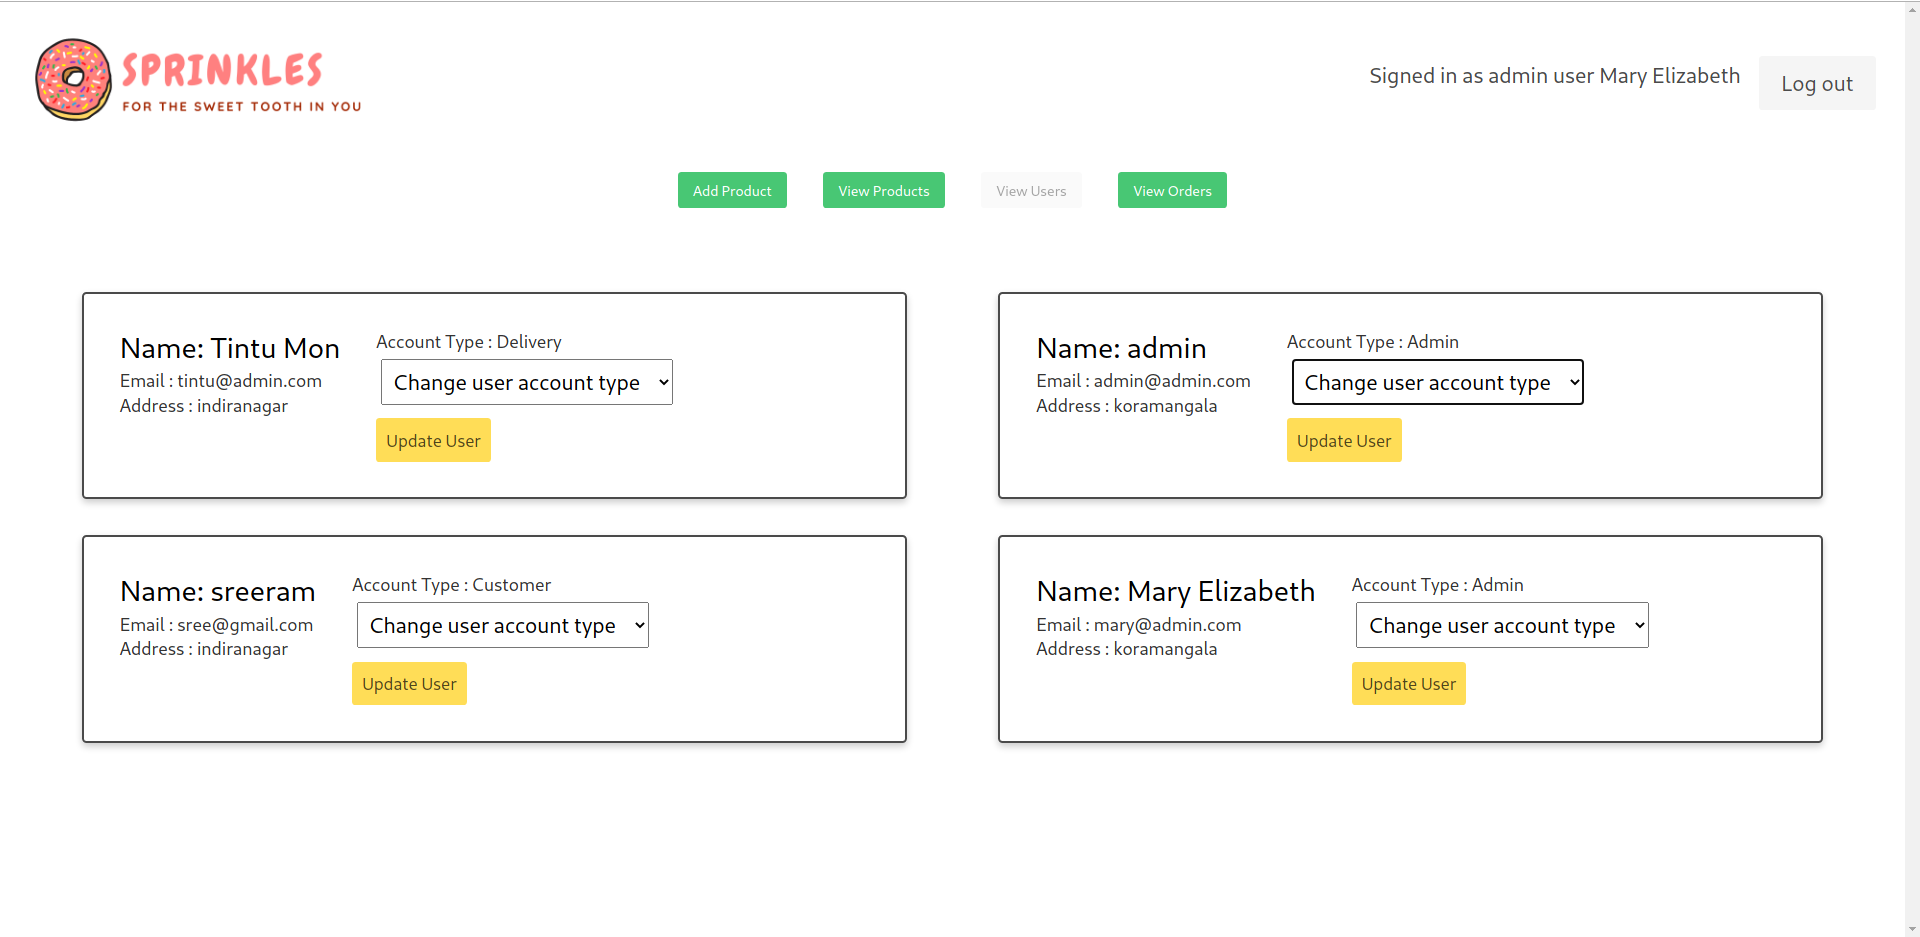 SPRINKLES
FOR THE SWEET TOOTH IN YOU
Signed in as admin user Mary Elizabeth
Log out
Add Product
View Products
View Users
View Orders
Name: Tintu Mon
Email : tintu@admin.com
Address : indiranagar
Account Type : Delivery
Change user account type
Update User
Name: admin
Email : admin@admin.com
Address : koramangala
Account Type : Admin
Change user account type
Update User
Name: sreeram
Email : sree@gmail.com
Address : indiranagar
Account Type : Customer
Change user account type
Update User
Name: Mary Elizabeth
Email : mary@admin.com
Address : koramangala
Account Type : Admin
Change user account type
Update User